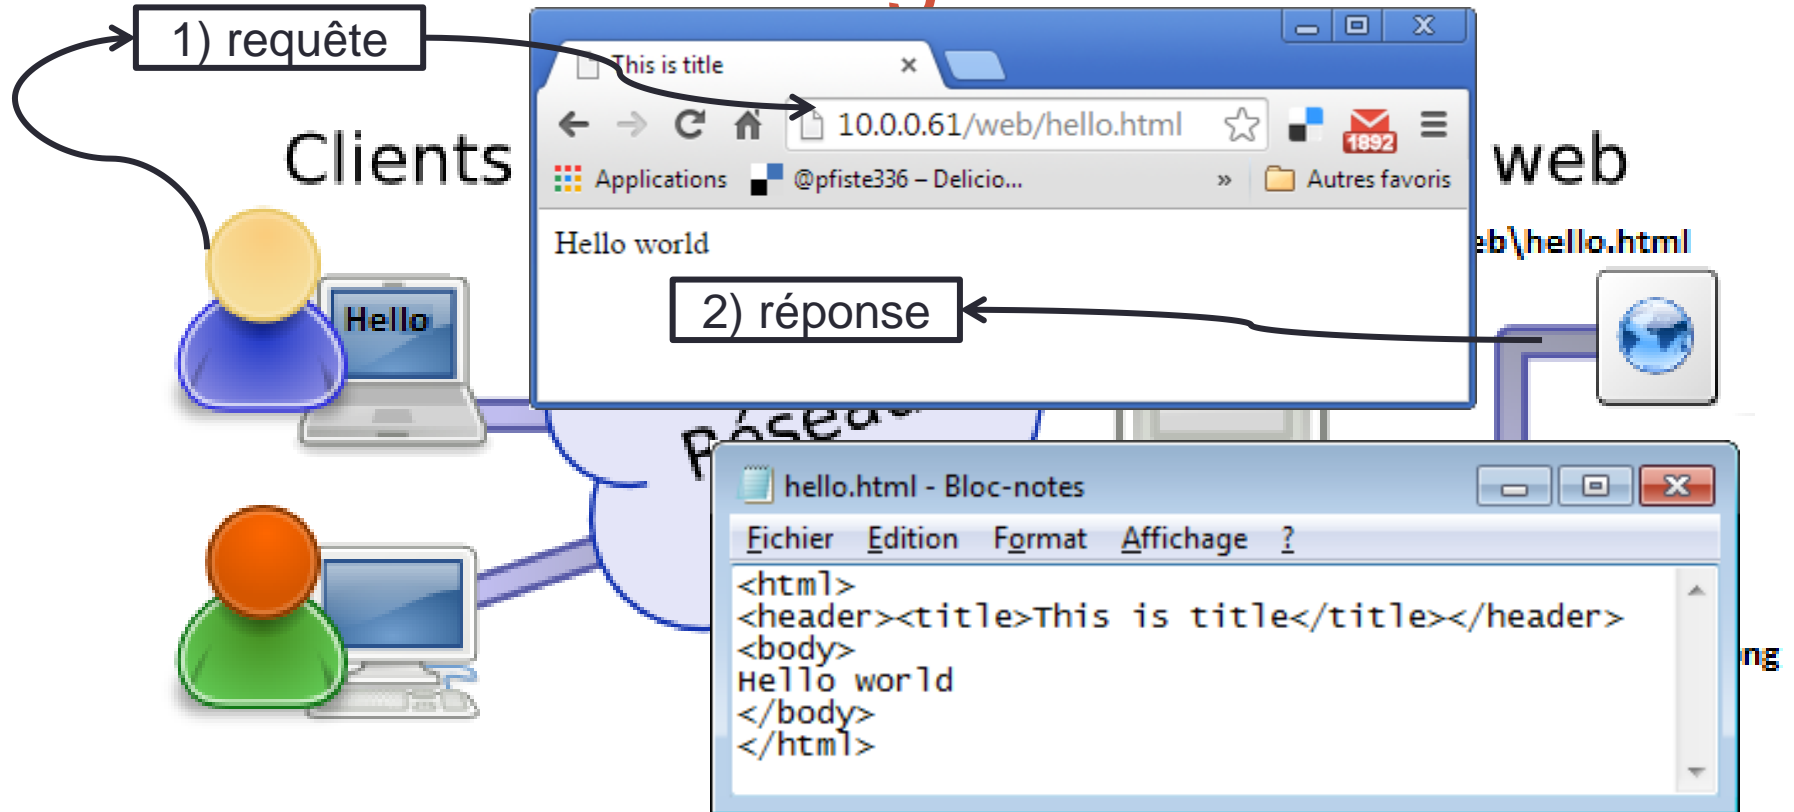 1) requête
This is title
10.0.0.61/web/hello.html
1892
Clients
web
Applications
@pfiste336 – Delicio...
»
Autres favoris
Hello world
eb\hello.html
Hello
2) réponse
Réseau
hello.html - Bloc-notes
Fichier Edition Format Affichage ?
<html>
<header><title>This is title</title></header>
<body>
Hello world
</body>
</html>
ng